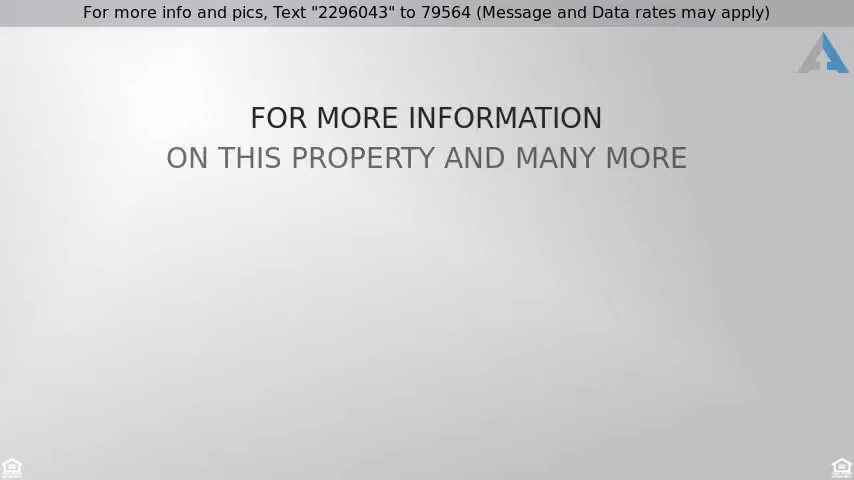 For more info and pics, Text "2296043" to 79564 (Message and Data rates may apply)
FOR MORE INFORMATION
ON THIS PROPERTY AND MANY MORE